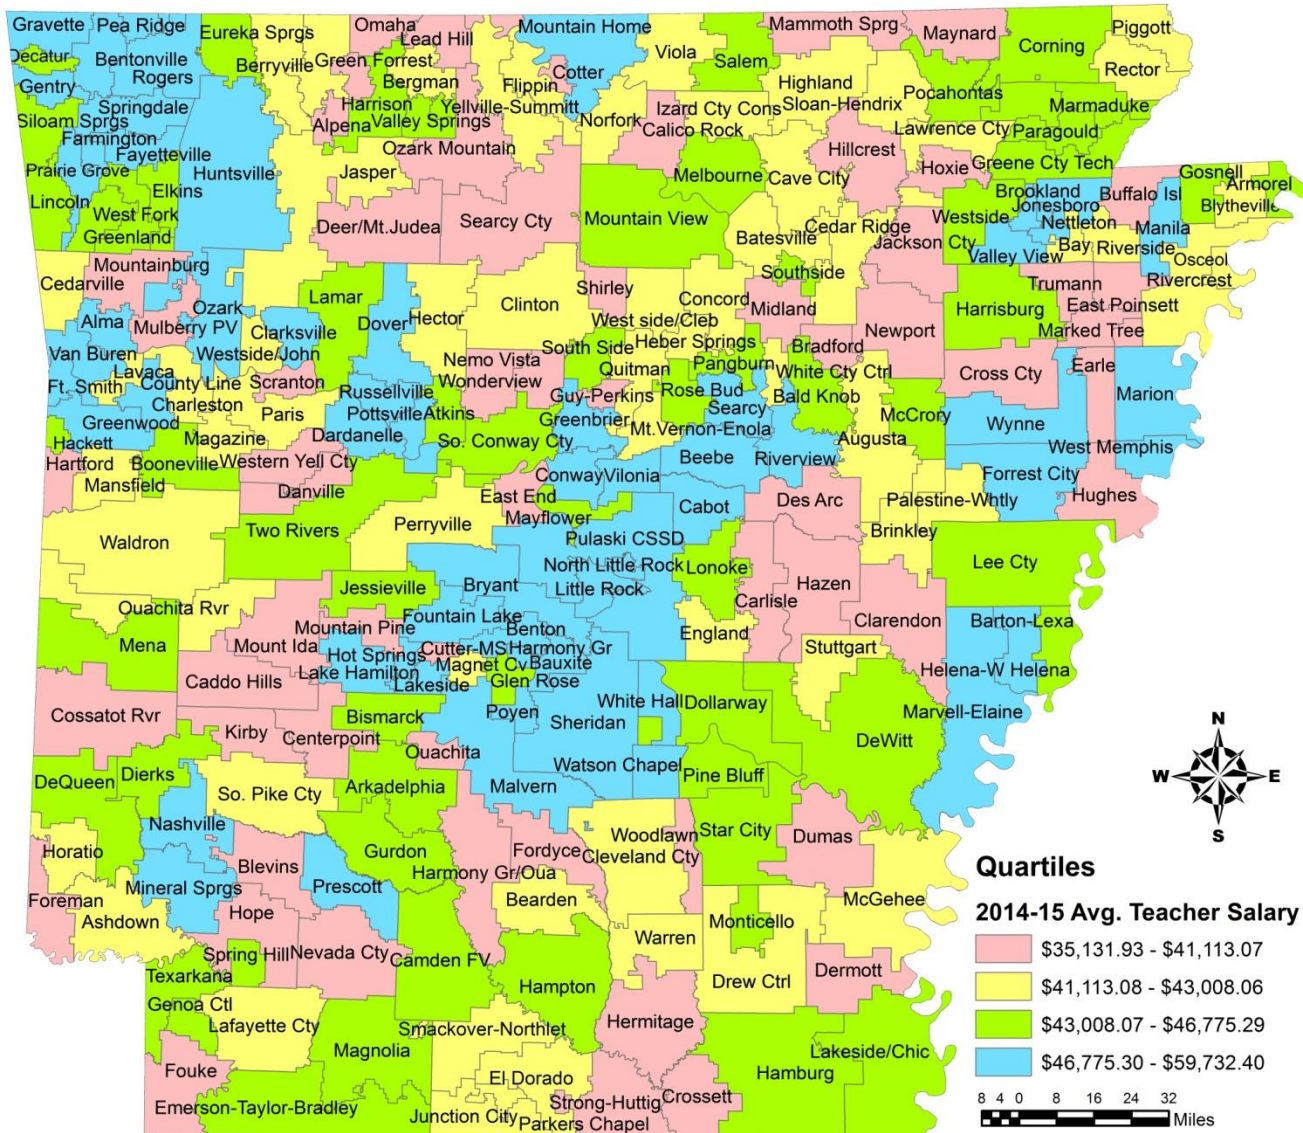 Gravette
Pea Ridge
Eureka Sprgs
Omaha
Lead Hill
Mountain Home
Viola
Mammoth Sprg
Maynard
Corning
Piggott
Decatur
Bentonville
Rogers
Berryville
Green Forrest
Bergman
Flippin
Cotter
Salem
Highland
Rector
Gentry
Springdale
Harrison
Yellville-Summitt
Izard Cty Cons
Sloan-Hendrix
Pocahontas
Marmaduke
Siloam Sprgs
Farmington
Alpena
Valley Springs
Norfork
Calico Rock
Lawrence Cty
Paragould
Fayetteville
Ozark Mountain
Hillcrest
Prairie Grove
Huntsville
Jasper
Melbourne
Cave City
Hoxie
Greene Cty Tech
Gosnell
Lincoln
Elkins
West Fork
Brookland
Buffalo Isl
Armorel
Jonesboro
Blytheville
Greenland
Deer/Mt.Judea
Searcy Cty
Mountain View
Batesville
Cedar Ridge
Westside
Nettleton
Manila
Jackson Cty
Valley View
Bay
Riverside
Osceol
Cedarville
Mountainburg
Southside
Rivercrest
Ozark
Lamar
Clinton
Shirley
Concord
Midland
Harrisburg
Trumann
East Poinsett
Alma
Mulberry PV
Clarksville
Dover
Hector
West side/Cleb
Newport
Marked Tree
Van Buren
Westside/John
Nemo Vista
South Side
Heber Springs
Bradford
Lavaca
Wonderview
Quitman
Pangburn
White Cty Ctrl
Cross Cty
Earle
Ft. Smith
County Line
Scranton
Russellville
Guy-Perkins
Rose Bud
Bald Knob
Marion
Charleston
Paris
Pottsville
Atkins
Greenbrier
Searcy
McCrory
Greenwood
Wynne
Hackett
Magazine
Dardanelle
So. Conway Cty
Mt.Vernon-Enola
Augusta
West Memphis
Hartford
Booneville
Western Yell Cty
Beebe
Riverview
Mansfield
Danville
Conway
Vilonia
Forrest City
Hughes
East End
Mayflower
Cabot
Des Arc
Palestine-Whtly
Waldron
Two Rivers
Perryville
Brinkley
Pulaski CSSD
Lee Cty
North Little Rock
Lonoke
Hazen
Jessieville
Bryant
Little Rock
Carlisle
Ouachita Rvr
Fountain Lake
Clarendon
Barton-Lexa
Mena
Mountain Pine
Benton
England
Mount Ida
Cutter-MS
Harmony Gr
Stuttgart
Hot Springs
Magnet Cv
Bauxite
Helena-W Helena
Caddo Hills
Lake Hamilton
Lakeside
Glen Rose
White Hall
Dollarway
Cossatot Rvr
Bismarck
Poyen
Sheridan
Marvell-Elaine
Kirby
Centerpoint
DeWitt
Ouachita
Watson Chapel
Pine Bluff
DeQueen
Dierks
Arkadelphia
Malvern
So. Pike Cty
Nashville
Woodlawn
Star City
Dumas
Horatio
Blevins
Gurdon
Fordyce
Cleveland Cty
Harmony Gr/Oua
Mineral Sprgs
Prescott
Bearden
Foreman
McGehee
Ashdown
Hope
Monticello
Warren
Spring Hill
Nevada Cty
Camden FV
Dermott
Texarkana
Drew Ctrl
Hampton
Genoa Ctl
Lafayette Cty
Smackover-Northlet
Hermitage
Magnolia
Lakeside/Chic
Fouke
El Dorado
Hamburg
Emerson-Taylor-Bradley
Junction City
Strong-Huttig
Crossett
Parkers Chapel
N
W
E
S
Quartiles
2014-15 Avg. Teacher Salary
$35,131.93 - $41,113.07
$41,113.08 - $43,008.06
$43,008.07 - $46,775.29
$46,775.30 - $59,732.40
8 4 0 8 16 24 32
Miles